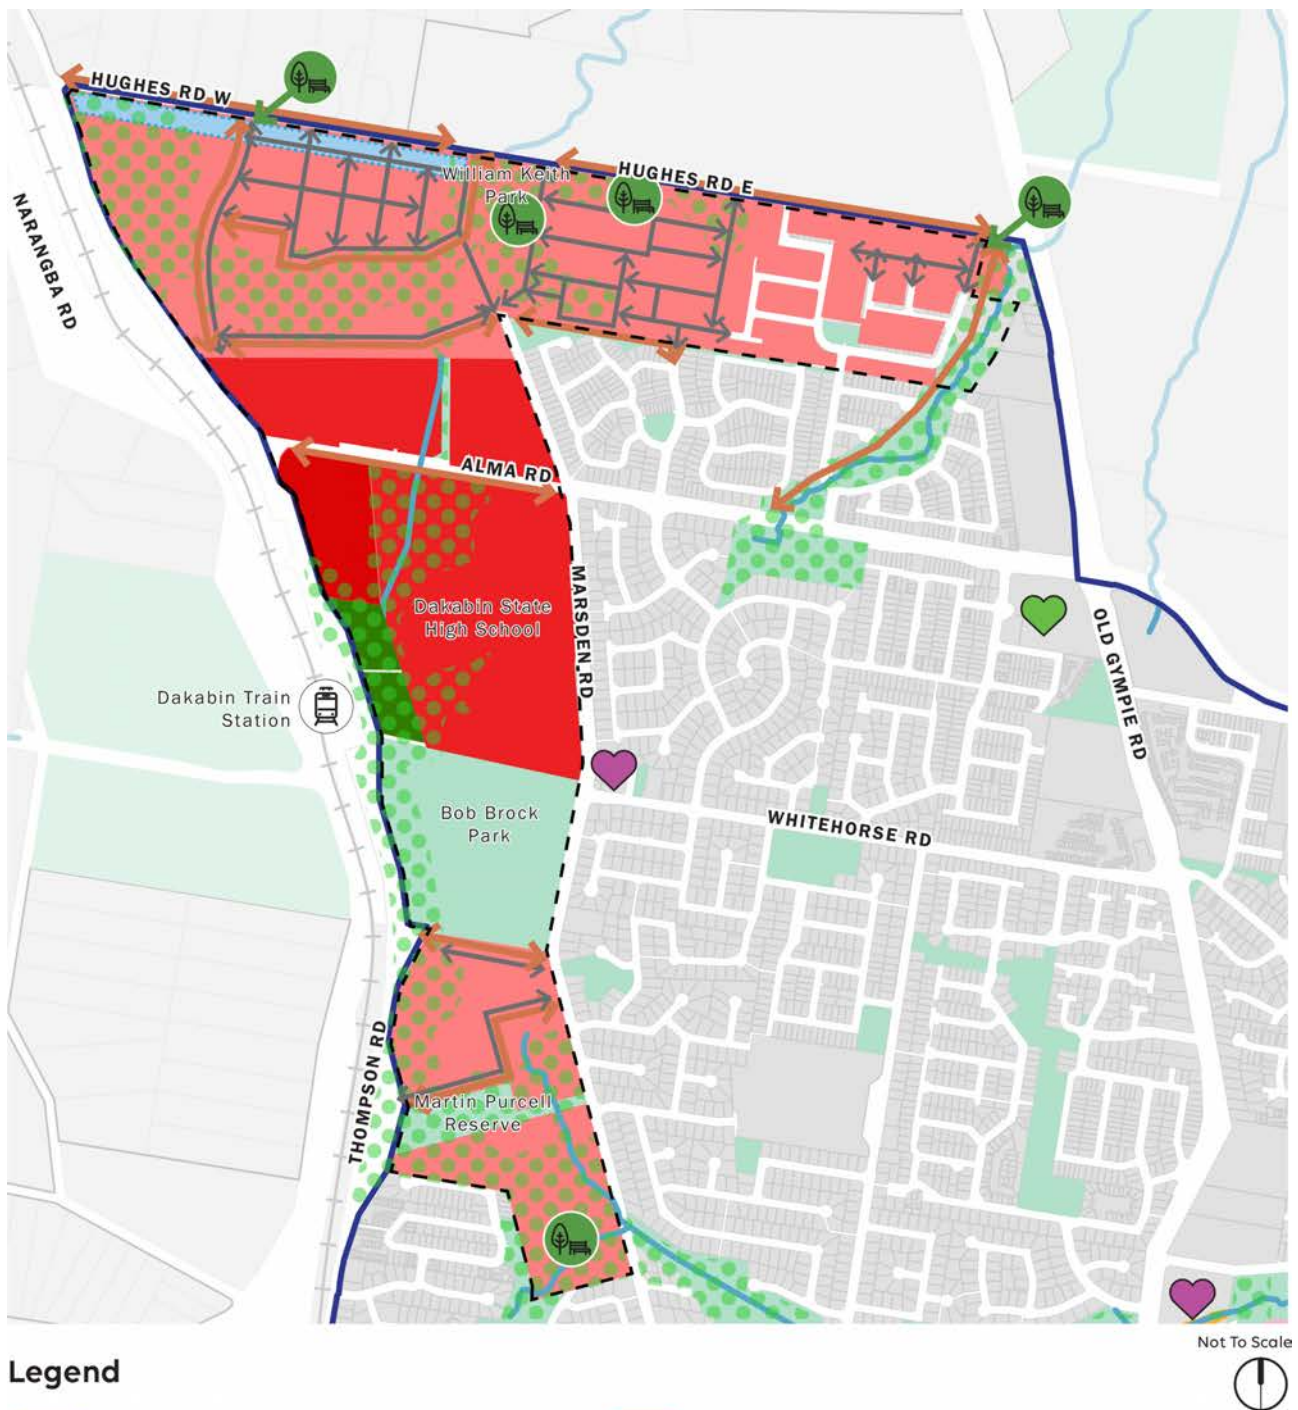 HUGHES RD W
HUGHES RD E
William Keith
Park
NARANGBA RD
ALMA RD
Dakabin State
High School
MARSDEN RD
OLD GYMPIE RD
Dakabin Train
Station
Bob Brock
Park
WHITEHORSE RD
THOMPSON RD
Martin Purcell
Reserve
Not To Scale
Legend